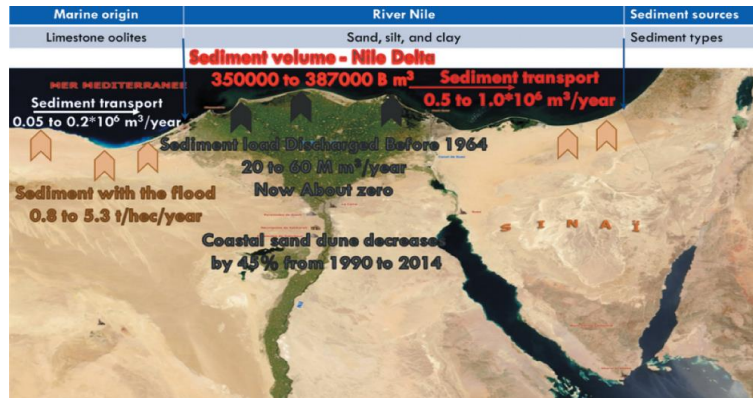 Marine origin
River Nile
Sediment sources
Limestone oolites
Sand, silt, and clay
Sediment types
Sediment volume - Nile Delta
350000 to 387000 B m³
MER MEDITERRANEE
Sediment transport
0.05 to 0.2*10⁶ m³/year
Sediment transport
0.5 to 1.0*10⁶ m³/year
Sediment load Discharged Before 1964
20 to 60 M m³/year
Now About zero
Sediment with the flood
0.8 to 5.3 t/hec/year
Coastal sand dune decreases
by 45% from 1990 to 2014
SINAÏ